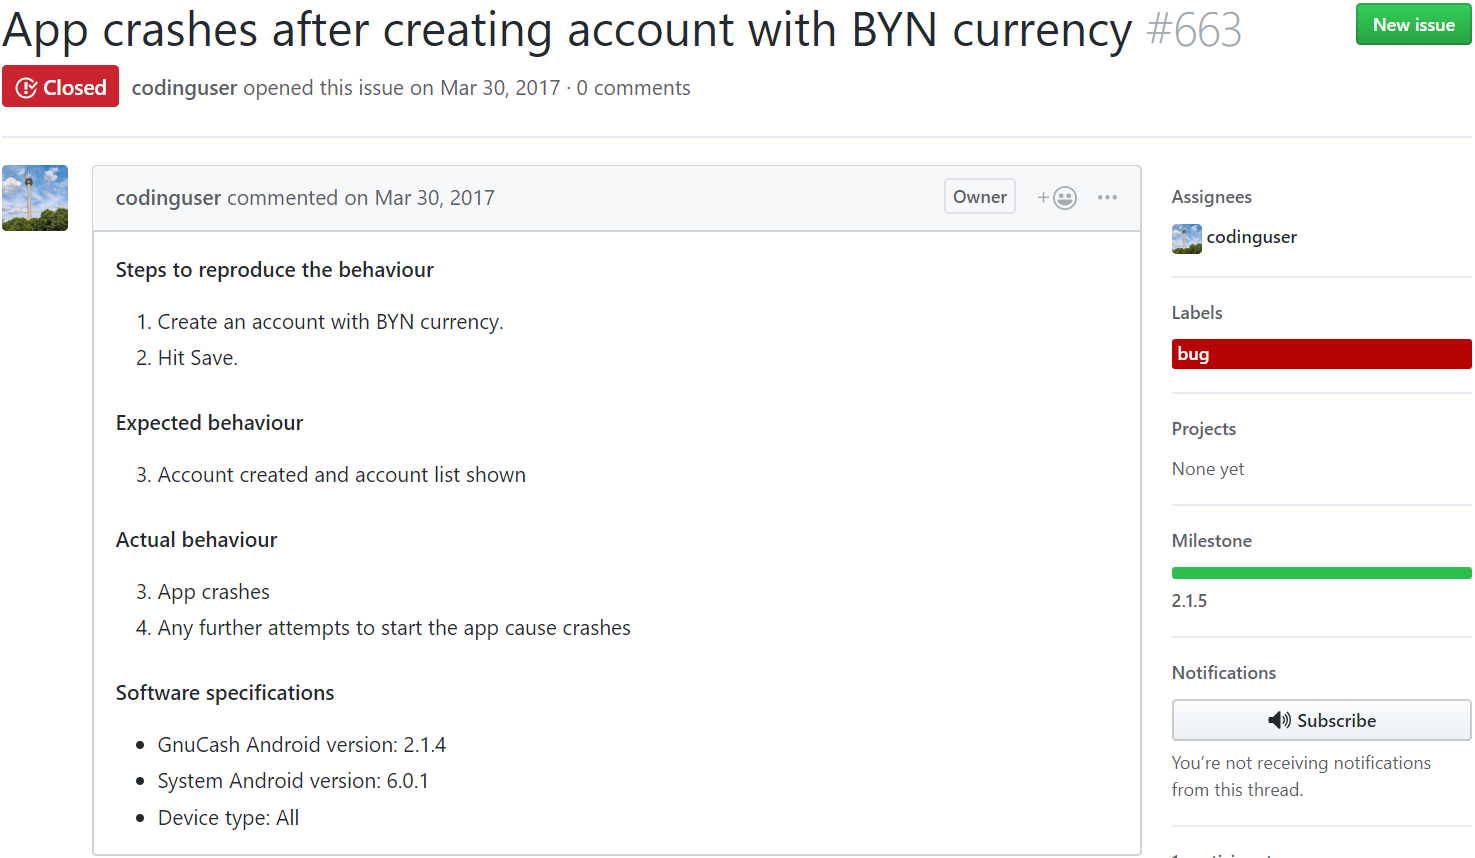 App crashes after creating account with BYN currency #663
New issue
Closed codinguser opened this issue on Mar 30, 2017 · 0 comments
codinguser commented on Mar 30, 2017
Owner
Steps to reproduce the behaviour
1. Create an account with BYN currency.
2. Hit Save.
Expected behaviour
3. Account created and account list shown
Actual behaviour
3. App crashes
4. Any further attempts to start the app cause crashes
Software specifications
• GnuCash Android version: 2.1.4
• System Android version: 6.0.1
• Device type: All
Assignees
codinguser
Labels
bug
Projects
None yet
Milestone
2.1.5
Notifications
Subscribe
You’re not receiving notifications
from this thread.